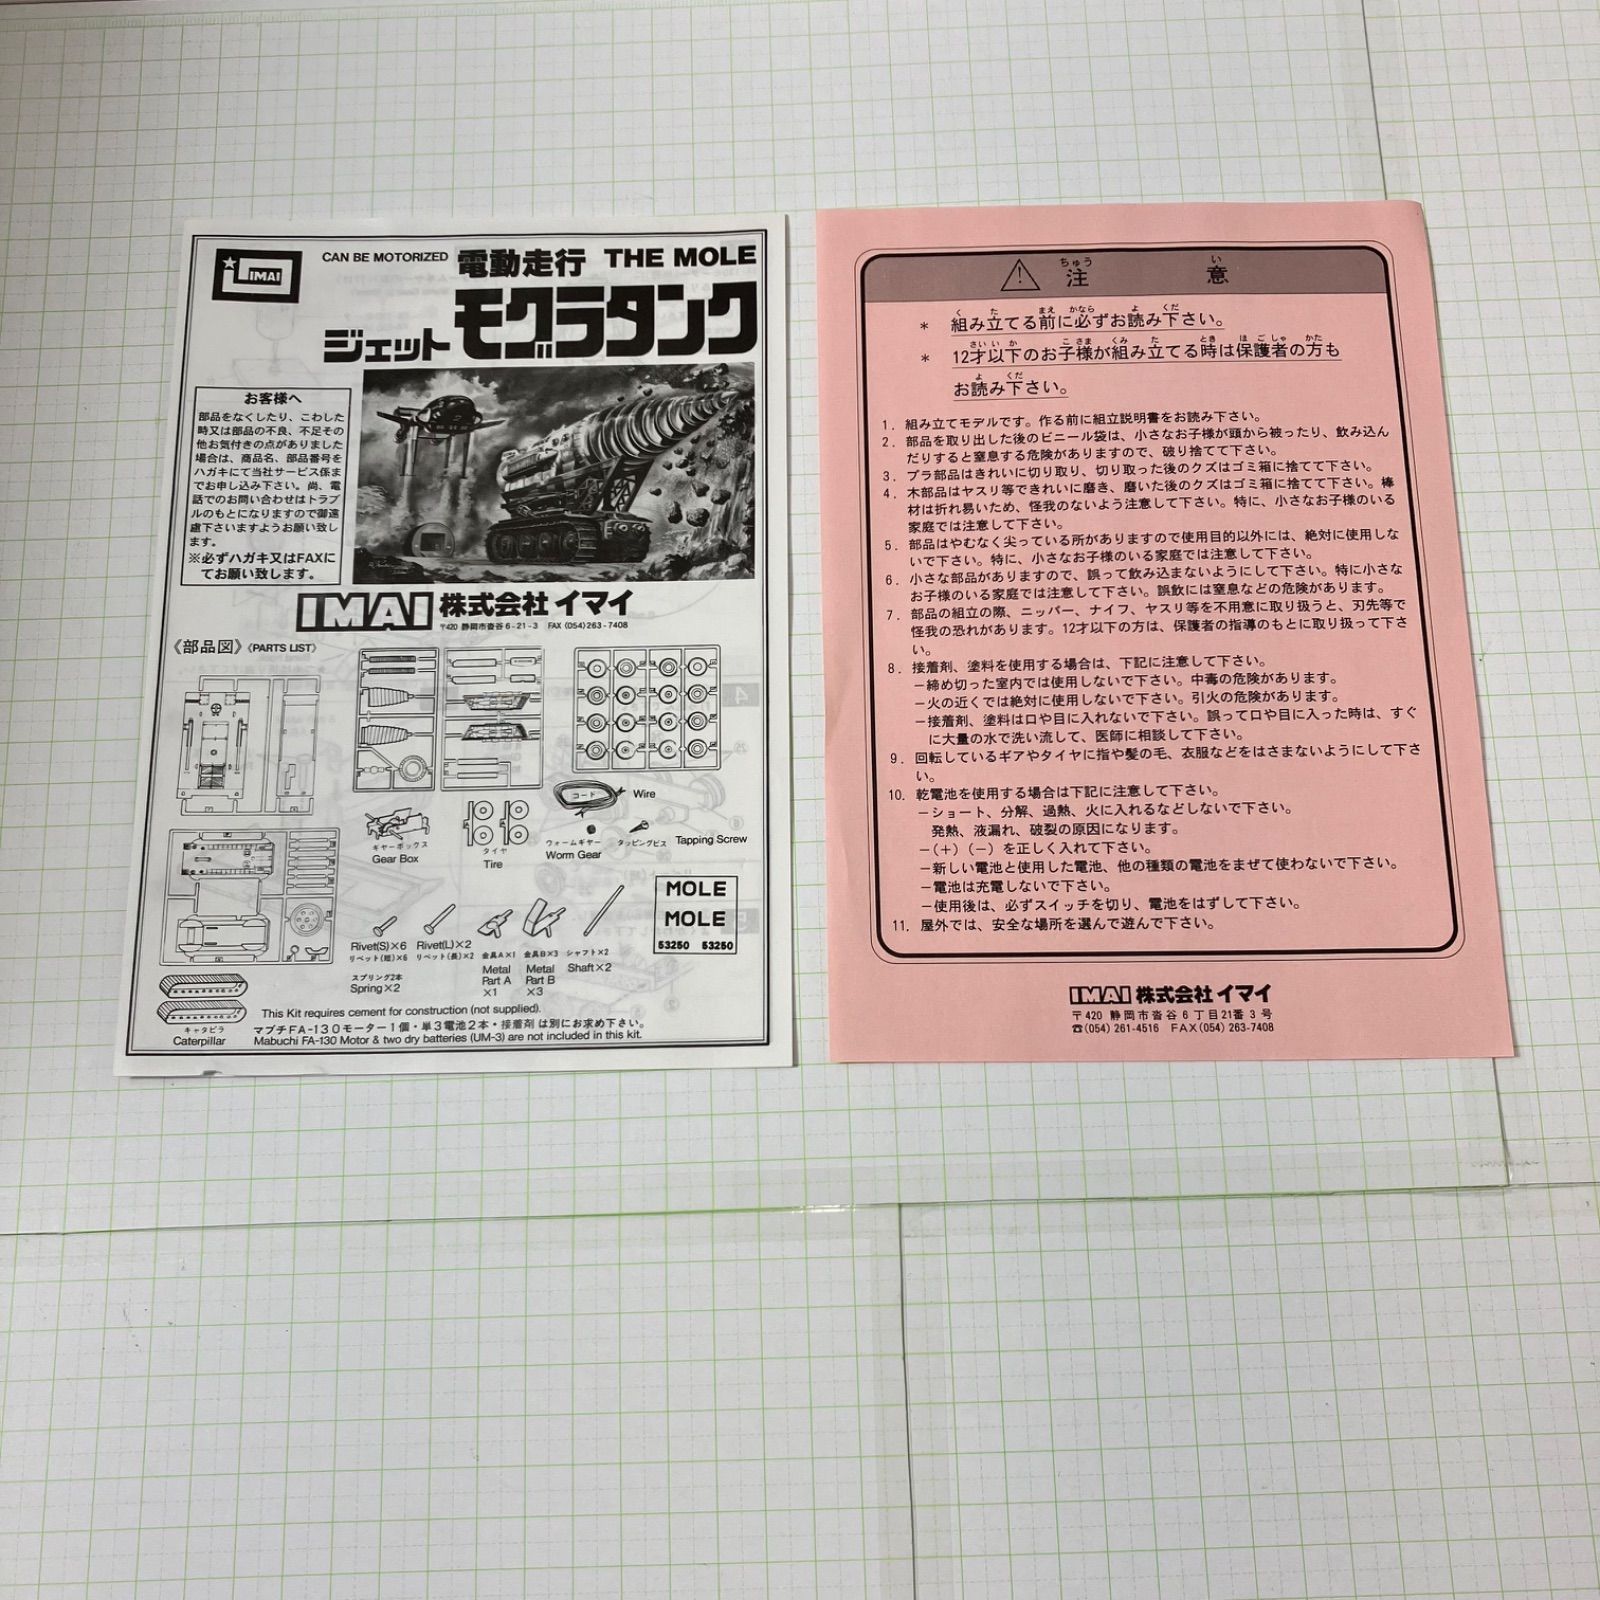 IMAI
CAN BE MOTORIZED 電動走行 THE MOLE
ジェット モグラタンク
お客様へ
部品をなくしたり、こわした
時又は部品の不良、不足その
他お気付きの点がありました
場合は、商品名、部品番号を
ハガキにて当社サービス係ま
でお申し込み下さい。尚、電
話でのお問い合わせはトラブ
ルのもとになりますので御遠
慮下さいますようお願い致し
ます。
※必ずハガキ又はFAXに
てお願い致します。
IMAI 株式会社 イマイ
〒420 静岡市沓谷6-21-3 FAX (054)263-7408
《部品図》《PARTS LIST》
コード Wire
ギヤーボックス
Gear Box
タイヤ
Tire
ウォームギヤー
Worm Gear
タッピングビス
Tapping Screw
MOLE
MOLE
53250 53250
Rivet(S)×6
リベット(短)×6
Rivet(L)×2
リベット(長)×2
金具A×1
Metal
Part A
×1
金具B×3
Metal
Part B
×3
シャフト×2
Shaft×2
スプリング2本
Spring×2
キャタピラ
Caterpillar
This Kit requires cement for construction (not supplied).
マブチFA-130モーター1個・単3電池2本・接着剤は別にお求め下さい。
Mabuchi FA-130 Motor & two dry batteries (UM-3) are not included in this kit.
ちゅう い
注 意
く た まえ かなら よ くだ
* 組み立てる前に必ずお読み下さい。
さい い か こ さま くみ た とき ほ ご しゃ かた
* 12才以下のお子様が組み立てる時は保護者の方も
よ くだ
お読み下さい。
1. 組み立てモデルです。作る前に組立説明書をお読み下さい。
2. 部品を取り出した後のビニール袋は、小さなお子様が頭から被ったり、飲み込ん
だりすると窒息する危険がありますので、破り捨てて下さい。
3. プラ部品はきれいに切り取り、切り取った後のクズはゴミ箱に捨てて下さい。
4. 木部品はヤスリ等できれいに磨き、磨いた後のクズはゴミ箱に捨てて下さい。棒
材は折れ易いため、怪我のないよう注意して下さい。特に、小さなお子様のいる
家庭では注意して下さい。
5. 部品はやむなく尖っている所がありますので使用目的以外には、絶対に使用しな
いで下さい。特に、小さなお子様のいる家庭では注意して下さい。
6. 小さな部品がありますので、誤って飲み込まないようにして下さい。特に小さな
お子様のいる家庭では注意して下さい。誤飲には窒息などの危険があります。
7. 部品の組立の際、ニッパー、ナイフ、ヤスリ等を不用意に取り扱うと、刃先等で
怪我の恐れがあります。12才以下の方は、保護者の指導のもとに取り扱って下さ
い。
8. 接着剤、塗料を使用する場合は、下記に注意して下さい。
－締め切った室内では使用しないで下さい。中毒の危険があります。
－火の近くでは絶対に使用しないで下さい。引火の危険があります。
－接着剤、塗料は口や目に入れないで下さい。誤って口や目に入った時は、すぐ
に大量の水で洗い流して、医師に相談して下さい。
9. 回転しているギアやタイヤに指や髪の毛、衣服などをはさまないようにして下さ
い。
10. 乾電池を使用する場合は下記に注意して下さい。
－ショート、分解、過熱、火に入れるなどしないで下さい。
発熱、液漏れ、破裂の原因になります。
－(＋)(－)を正しく入れて下さい。
－新しい電池と使用した電池、他の種類の電池をまぜて使わないで下さい。
－電池は充電しないで下さい。
－使用後は、必ずスイッチを切り、電池をはずして下さい。
11. 屋外では、安全な場所を選んで遊んで下さい。
IMAI 株式会社 イマイ
〒420 静岡市沓谷6丁目21番3号
☎(054) 261-4516 FAX(054) 263-7408